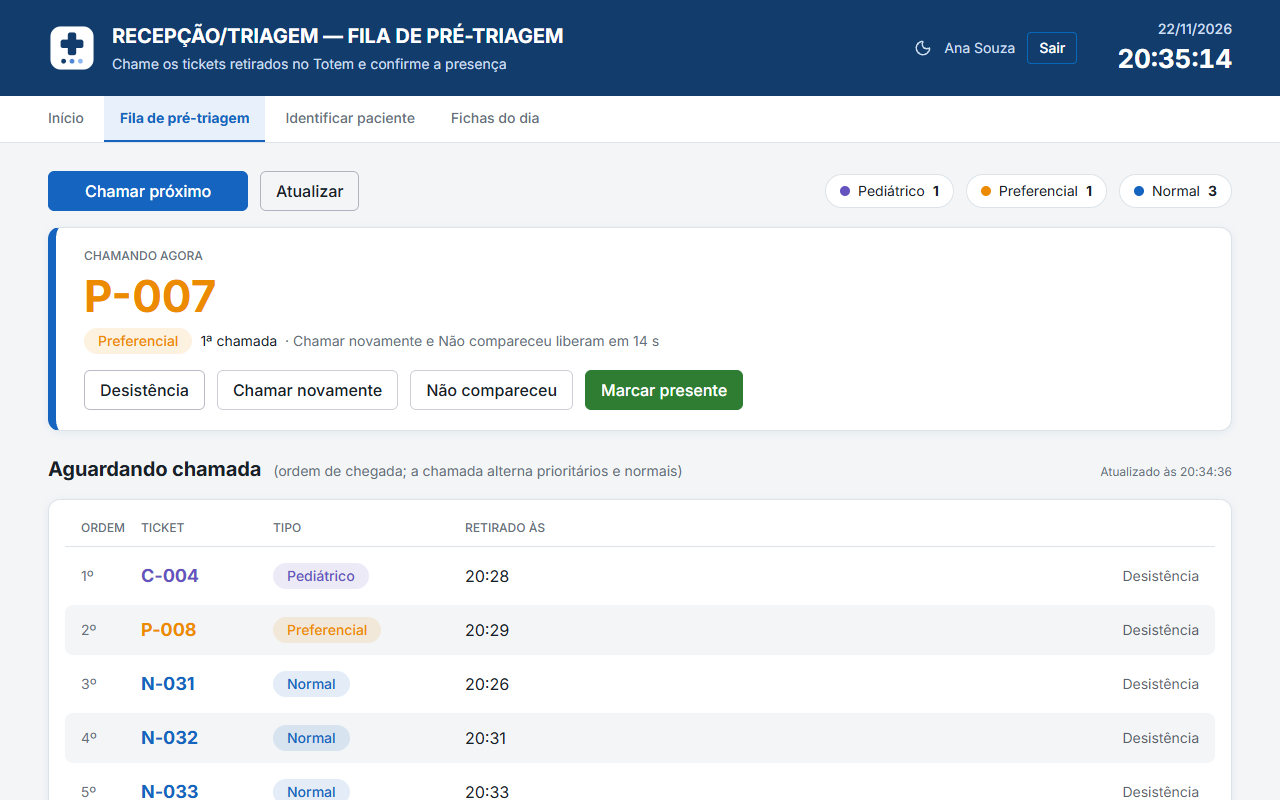 RECEPÇÃO/TRIAGEM — FILA DE PRÉ-TRIAGEM
Chame os tickets retirados no Totem e confirme a presença
Ana Souza
Sair
22/11/2026
20:35:14
Início
Fila de pré-triagem
Identificar paciente
Fichas do dia
Chamar próximo
Atualizar
Pediátrico 1
Preferencial 1
Normal 3
CHAMANDO AGORA
P-007
Preferencial 1ª chamada · Chamar novamente e Não compareceu liberam em 14 s
Desistência
Chamar novamente
Não compareceu
Marcar presente
Aguardando chamada (ordem de chegada; a chamada alterna prioritários e normais)
Atualizado às 20:34:36
ORDEM TICKET TIPO RETIRADO ÀS
1º C-004 Pediátrico 20:28 Desistência
2º P-008 Preferencial 20:29 Desistência
3º N-031 Normal 20:26 Desistência
4º N-032 Normal 20:31 Desistência
5º N-033 Normal 20:33 Desistência